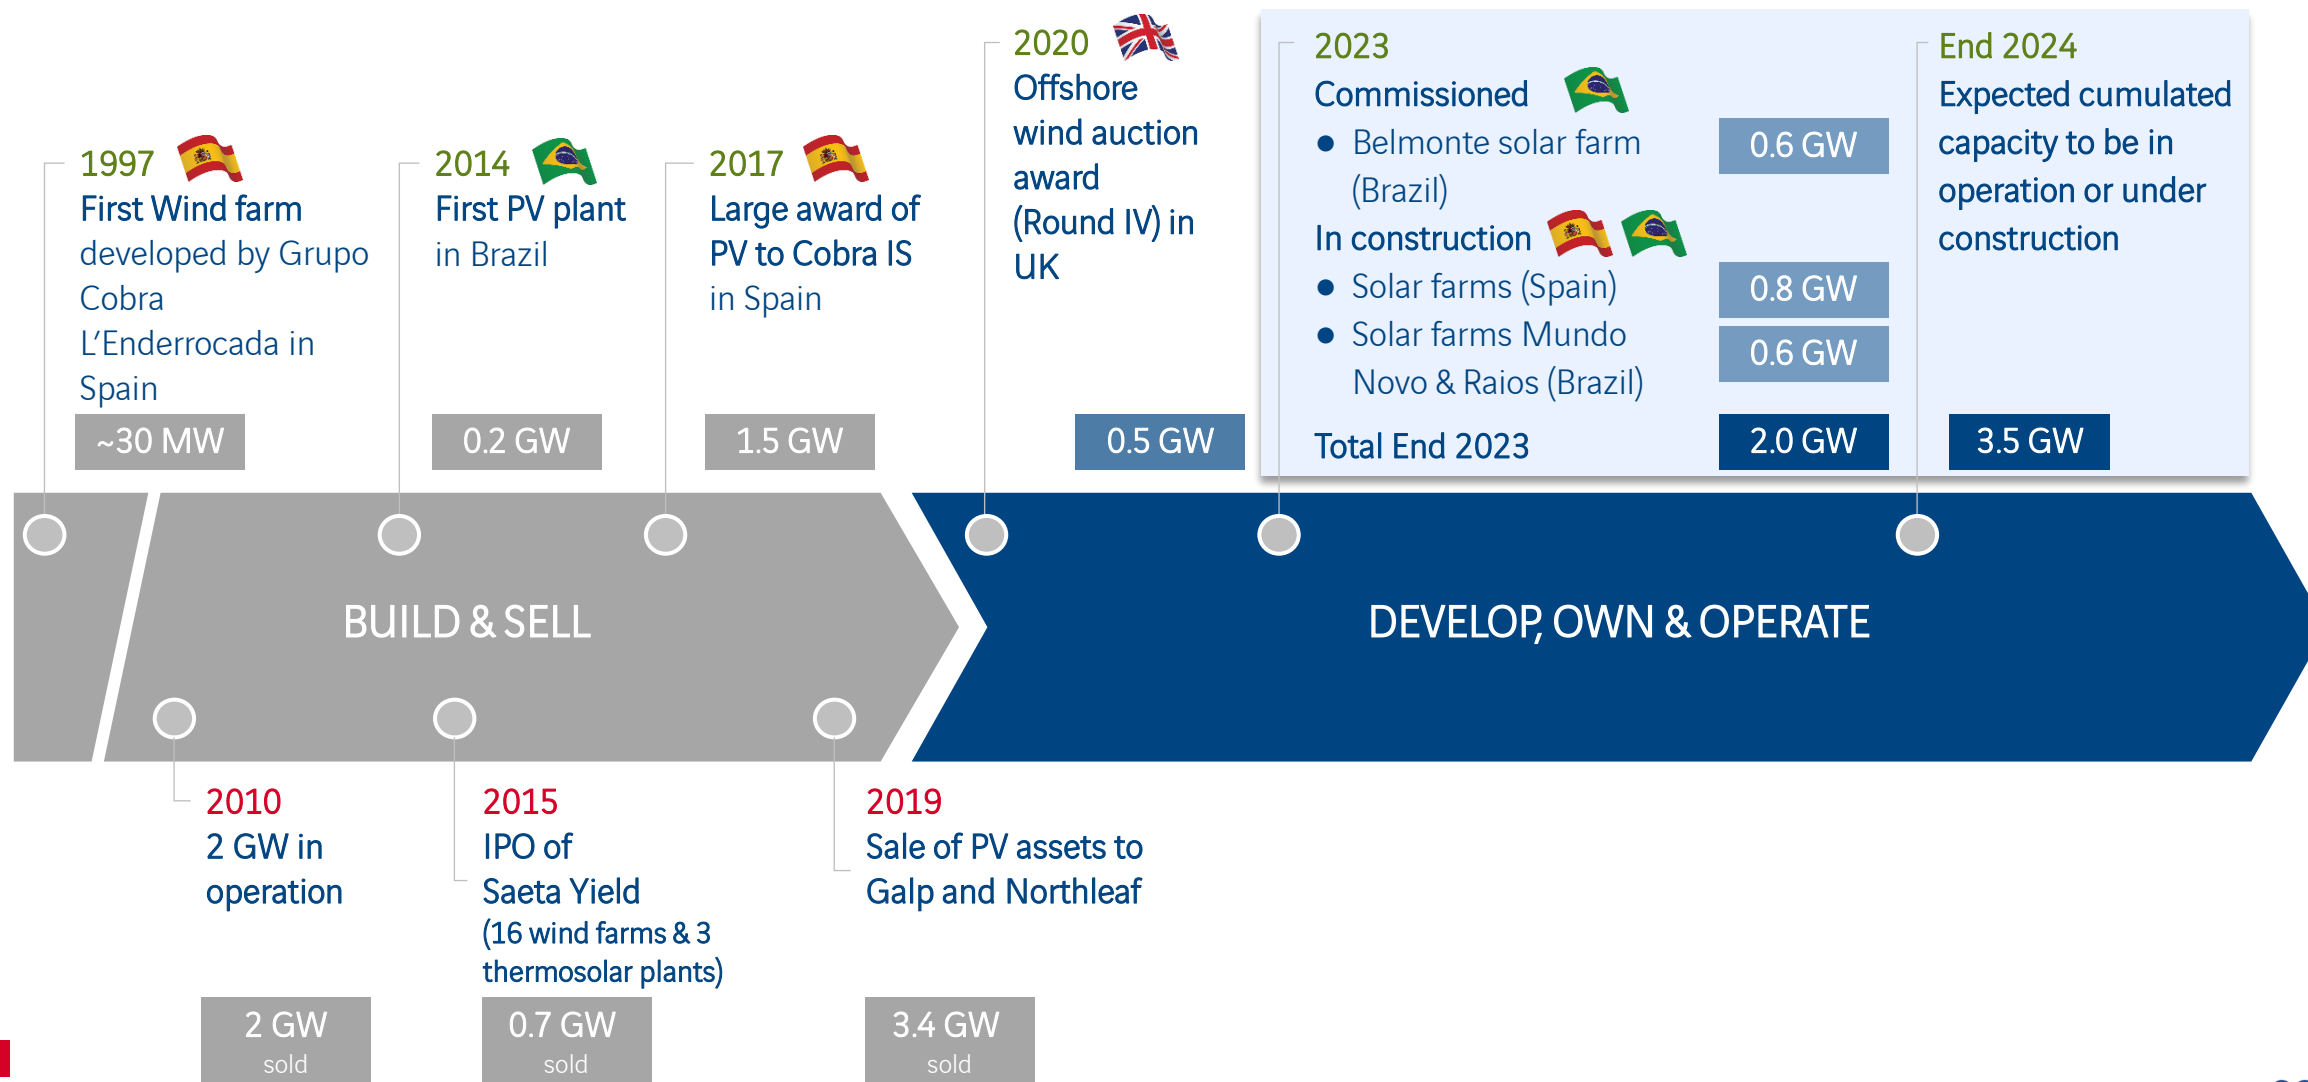 1997
First Wind farm
developed by Grupo
Cobra
L’Enderrocada in
Spain
~30 MW
2014
First PV plant
in Brazil
0.2 GW
2017
Large award of
PV to Cobra IS
in Spain
1.5 GW
2020
Offshore
wind auction
award
(Round IV) in
UK
0.5 GW
2023
Commissioned
● Belmonte solar farm
(Brazil)
0.6 GW
In construction
● Solar farms (Spain)
0.8 GW
● Solar farms Mundo
Novo & Raios (Brazil)
0.6 GW
Total End 2023
2.0 GW
End 2024
Expected cumulated
capacity to be in
operation or under
construction
3.5 GW
BUILD & SELL
DEVELOP, OWN & OPERATE
2010
2 GW in
operation
2 GW
sold
2015
IPO of
Saeta Yield
(16 wind farms & 3
thermosolar plants)
0.7 GW
sold
2019
Sale of PV assets to
Galp and Northleaf
3.4 GW
sold